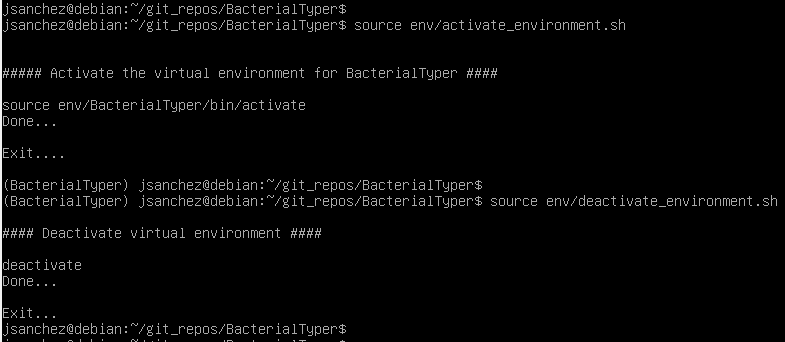 jsanchez@debian:~/git_repos/BacterialTyper$
jsanchez@debian:~/git_repos/BacterialTyper$ source env/activate_environment.sh
##### Activate the virtual environment for BacterialTyper ####
source env/BacterialTyper/bin/activate
Done...
Exit....
(BacterialTyper) jsanchez@debian:~/git_repos/BacterialTyper$
(BacterialTyper) jsanchez@debian:~/git_repos/BacterialTyper$ source env/deactivate_environment.sh
#### Deactivate virtual environment ####
deactivate
Done...
Exit...
jsanchez@debian:~/git_repos/BacterialTyper$